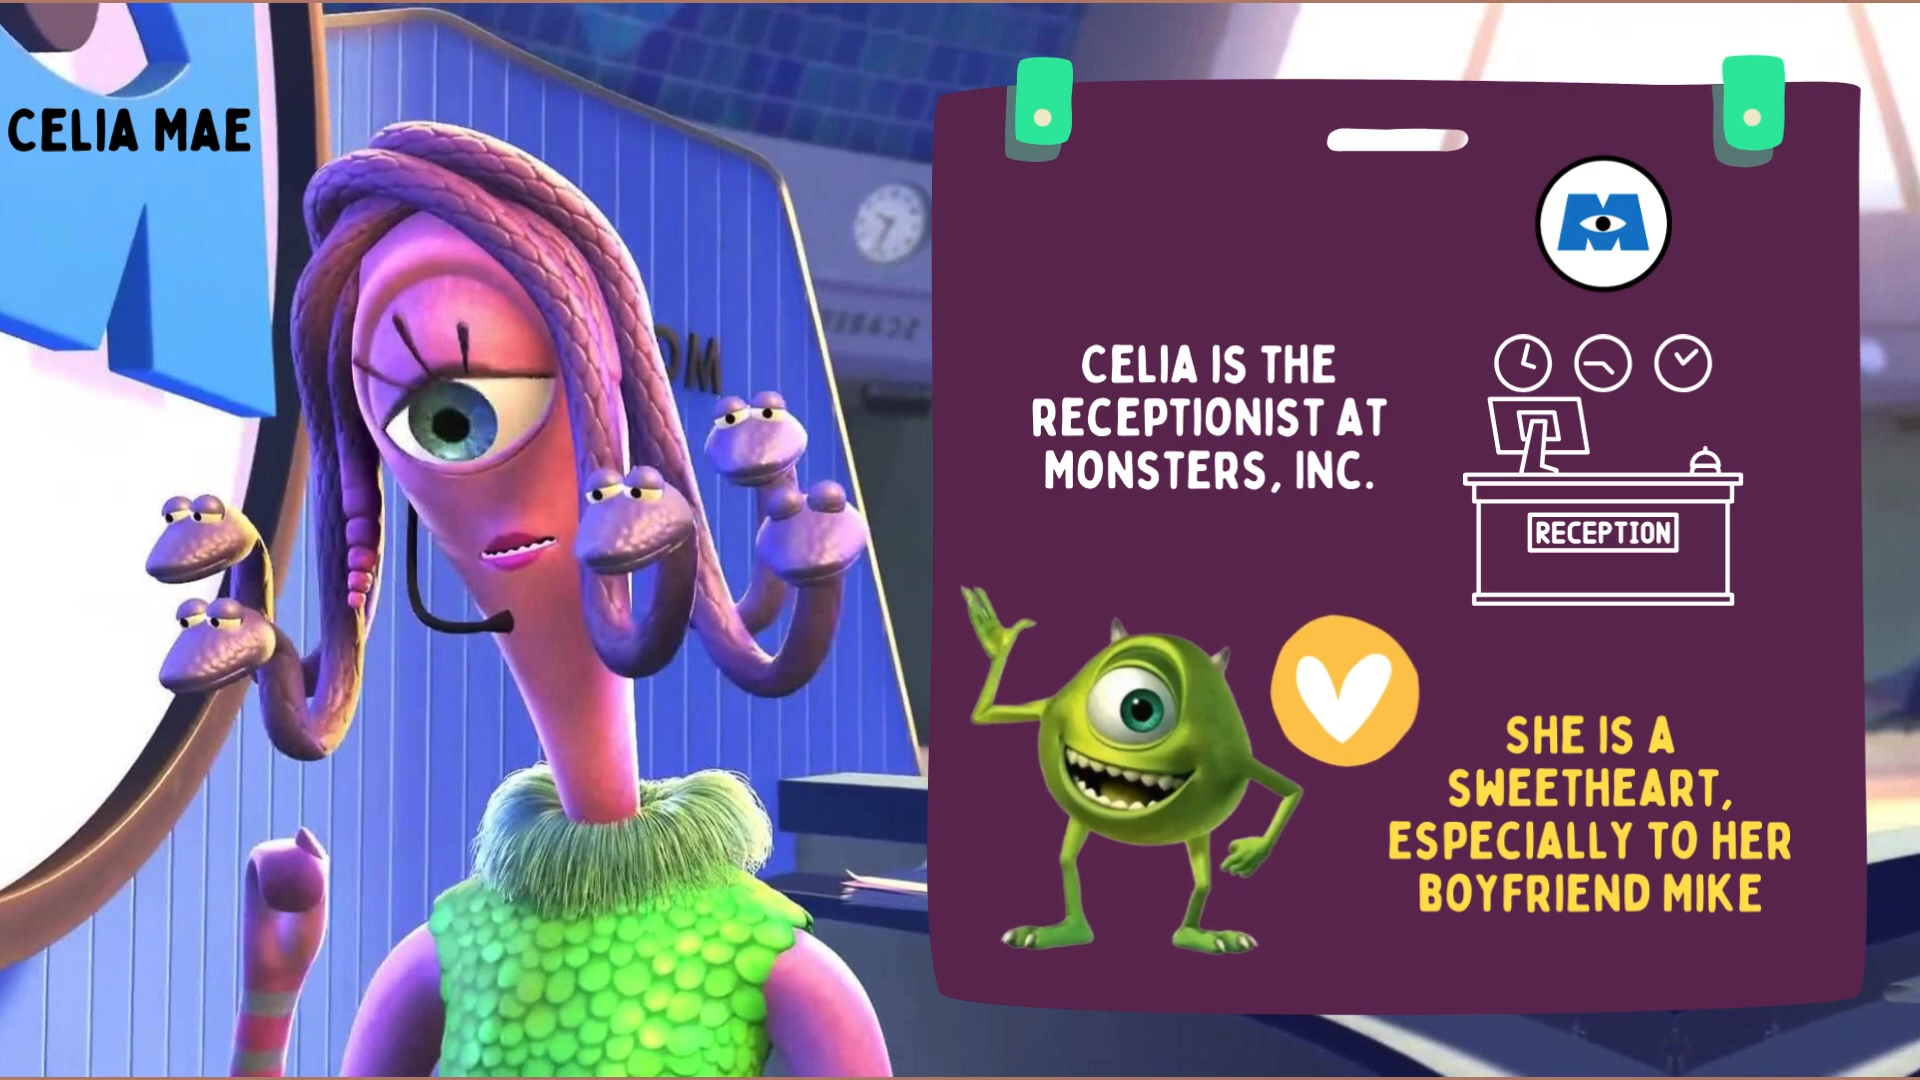 CELIA MAE
CELIA IS THE
RECEPTIONIST AT
MONSTERS, INC.
RECEPTION
SHE IS A
SWEETHEART,
ESPECIALLY TO HER
BOYFRIEND MIKE